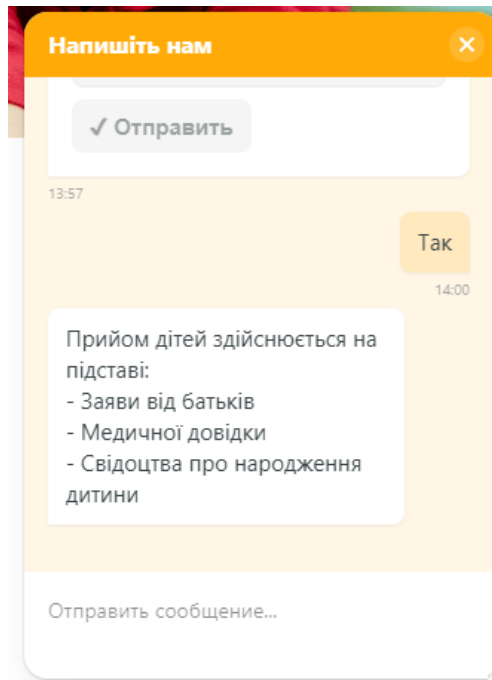 Напишіть нам
✓ Отправить
13:57
Так
14:00
Прийом дітей здійснюється на
підставі:
- Заяви від батьків
- Медичної довідки
- Свідоцтва про народження
дитини
Отправить сообщение...